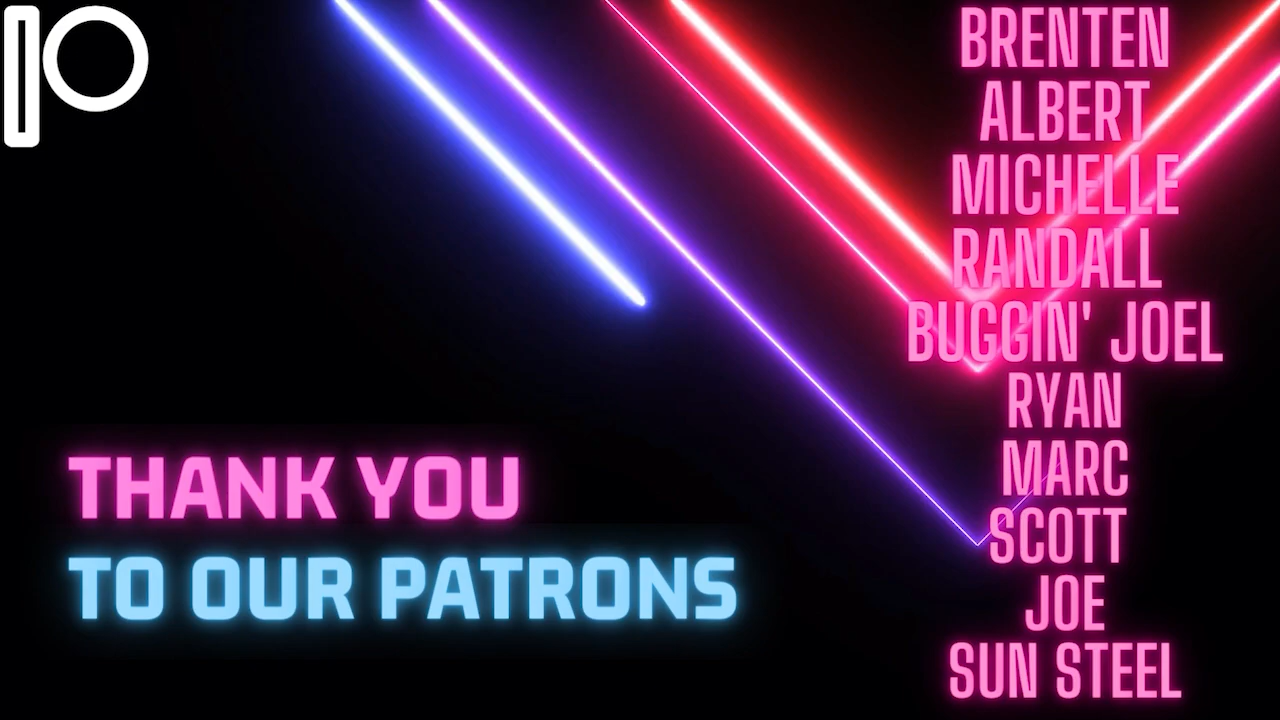 THANK YOU
TO OUR PATRONS
BRENTEN
ALBERT
MICHELLE
RANDALL
BUGGIN' JOEL
RYAN
MARC
SCOTT
JOE
SUN STEEL